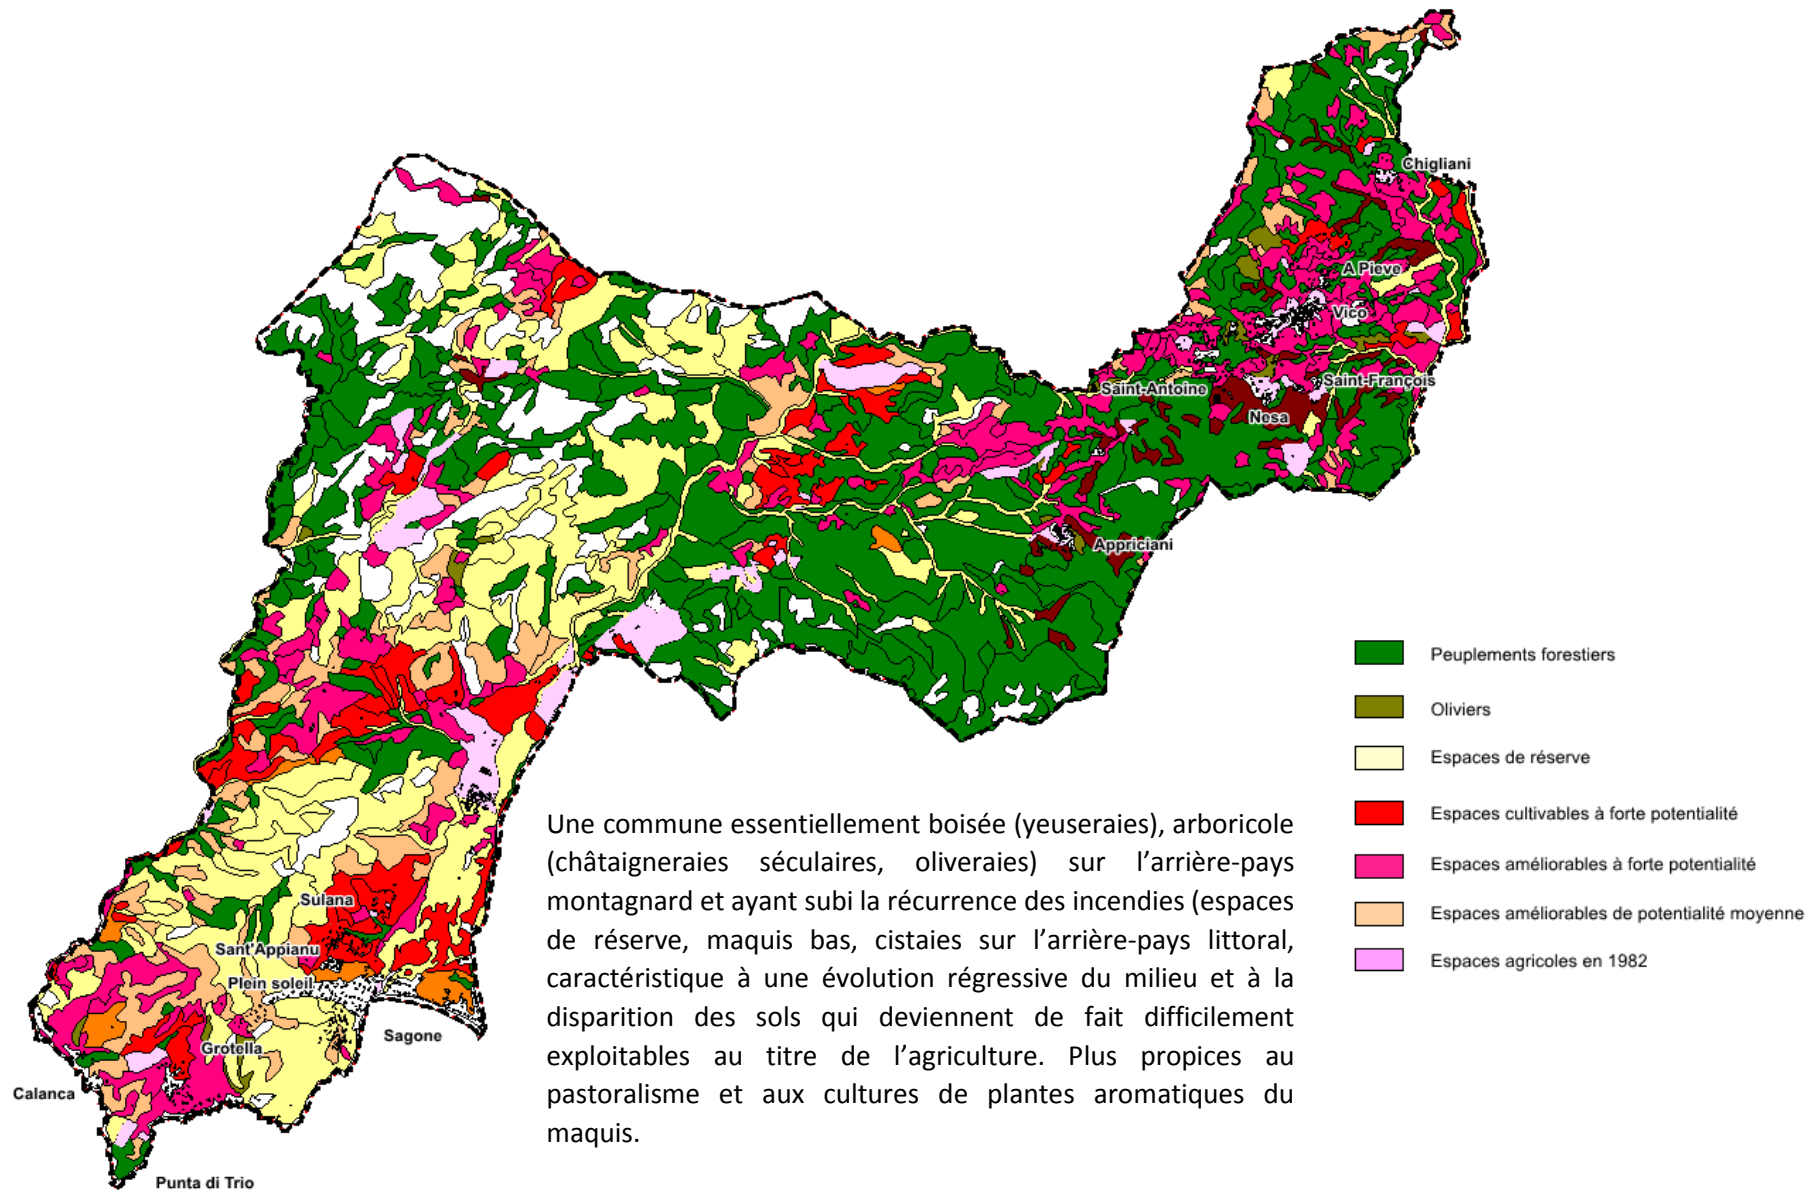 Chigliani
A Pieve
Vico
Saint-François
Saint-Antoine
Nesa
Appriciani
Peuplements forestiers
Oliviers
Espaces de réserve
Espaces cultivables à forte potentialité
Espaces améliorables à forte potentialité
Espaces améliorables de potentialité moyenne
Espaces agricoles en 1982
Une commune essentiellement boisée (yeuseraies), arboricole
(châtaigneraies séculaires, oliveraies) sur l’arrière-pays
montagnard et ayant subi la récurrence des incendies (espaces
de réserve, maquis bas, cistaies sur l’arrière-pays littoral,
caractéristique à une évolution régressive du milieu et à la
disparition des sols qui deviennent de fait difficilement
exploitables au titre de l’agriculture. Plus propices au
pastoralisme et aux cultures de plantes aromatiques du
maquis.
Sulana
Sant'Appianu
Plein soleil
Sagone
Grotella
Calanca
Punta di Trio